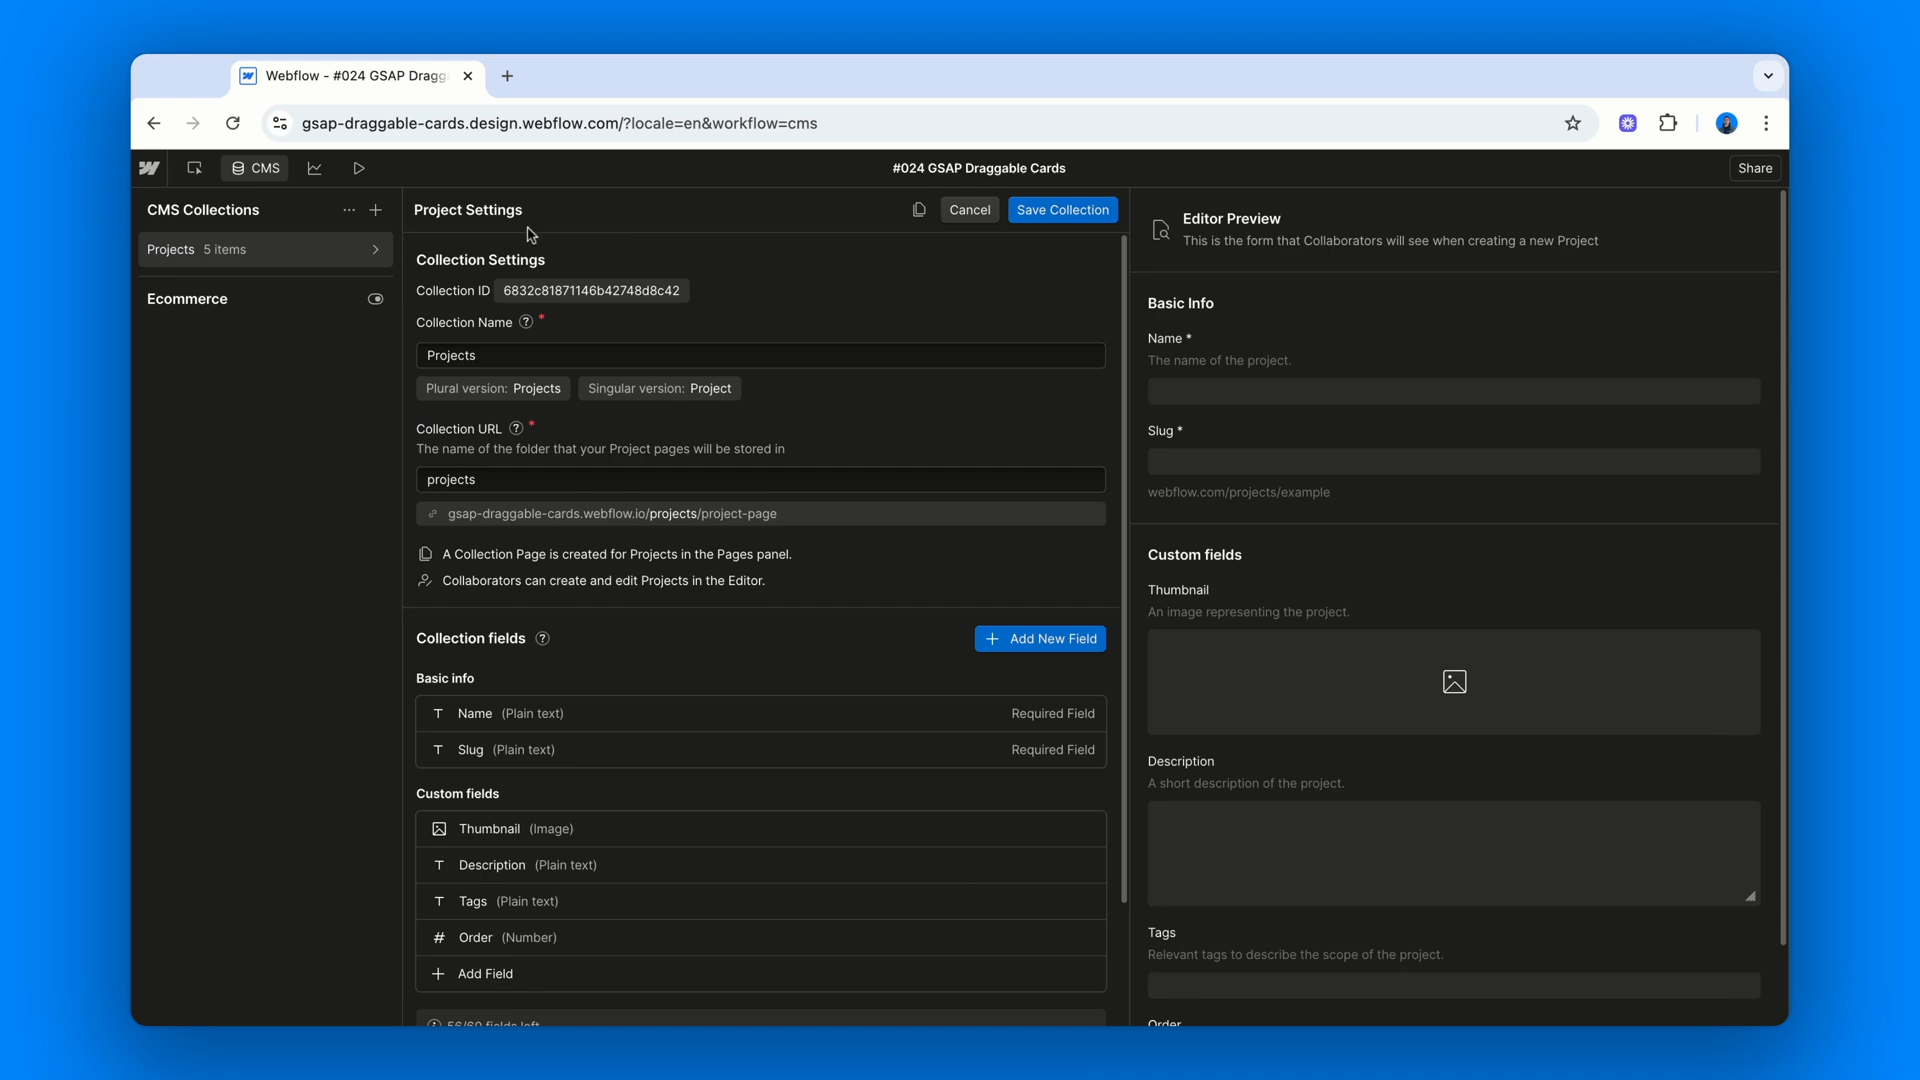 Webflow - #024 GSAP Dragg
gsap-draggable-cards.design.webflow.com/?locale=en&workflow=cms
CMS
#024 GSAP Draggable Cards
Share
CMS Collections
Projects 5 items
Ecommerce
Project Settings
Cancel
Save Collection
Collection Settings
Collection ID 6832c81871146b42748d8c42
Collection Name ? *
Projects
Plural version: Projects
Singular version: Project
Collection URL ? *
The name of the folder that your Project pages will be stored in
projects
gsap-draggable-cards.webflow.io/projects/project-page
A Collection Page is created for Projects in the Pages panel.
Collaborators can create and edit Projects in the Editor.
Collection fields ?
+ Add New Field
Basic info
T Name (Plain text) Required Field
T Slug (Plain text) Required Field
Custom fields
Thumbnail (Image)
T Description (Plain text)
T Tags (Plain text)
# Order (Number)
+ Add Field
56/60 fields left
Editor Preview
This is the form that Collaborators will see when creating a new Project
Basic Info
Name *
The name of the project.
Slug *
webflow.com/projects/example
Custom fields
Thumbnail
An image representing the project.
Description
A short description of the project.
Tags
Relevant tags to describe the scope of the project.
Order